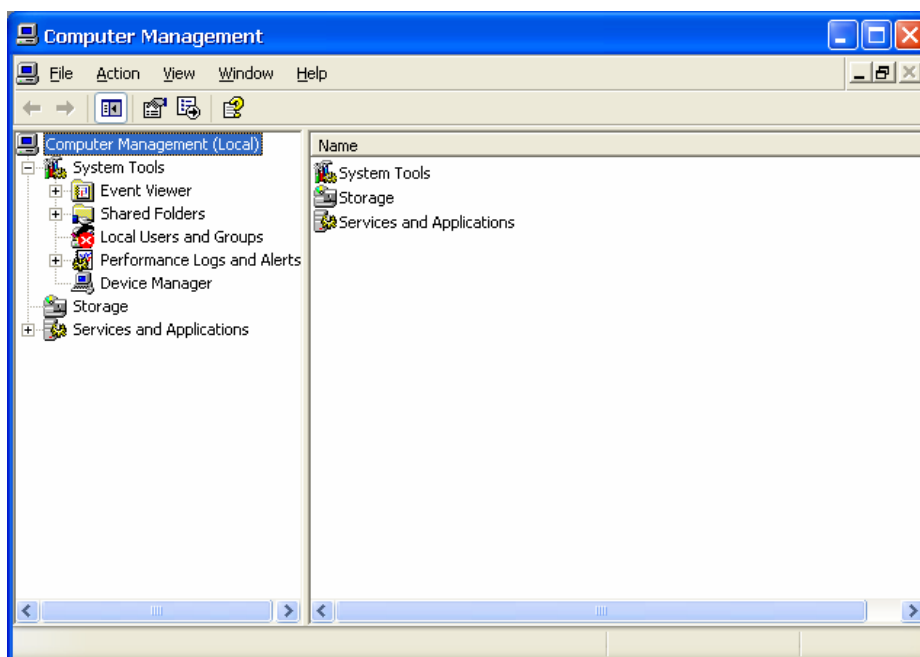 Computer Management
File Action View Window Help
Computer Management (Local)
System Tools
Event Viewer
Shared Folders
Local Users and Groups
Performance Logs and Alerts
Device Manager
Storage
Services and Applications
Name
System Tools
Storage
Services and Applications